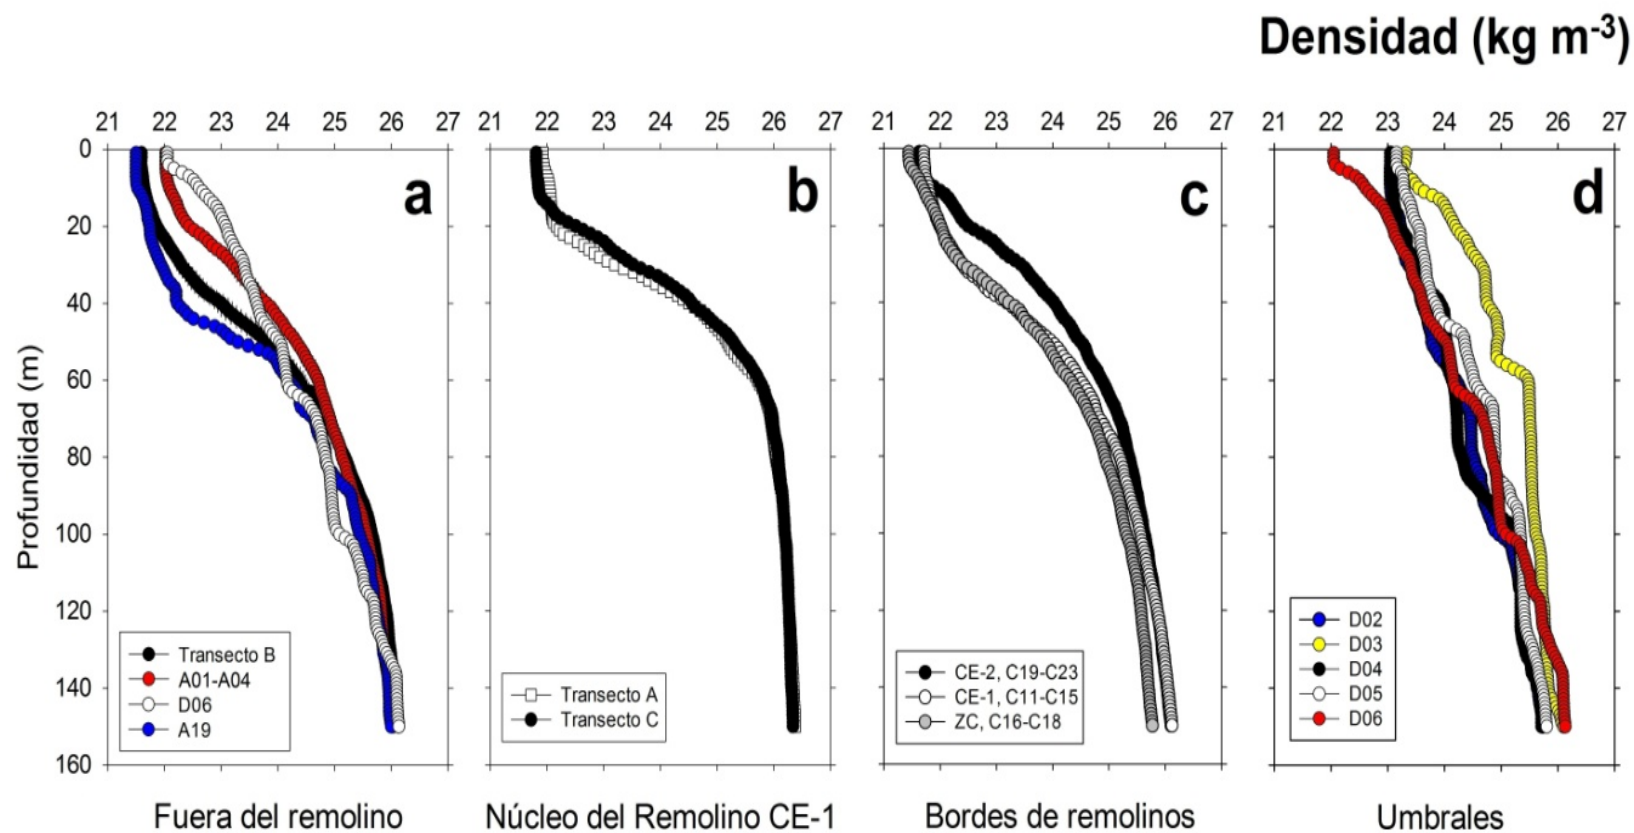 Densidad (kg m-3)
21 22 23 24 25 26 27
21 22 23 24 25 26 27
21 22 23 24 25 26 27
21 22 23 24 25 26 27
Profundidad (m)
0
20
40
60
80
100
120
140
160
a
b
c
d
Transecto B
A01-A04
D06
A19
Transecto A
Transecto C
CE-2, C19-C23
CE-1, C11-C15
ZC, C16-C18
D02
D03
D04
D05
D06
Fuera del remolino
Núcleo del Remolino CE-1
Bordes de remolinos
Umbrales